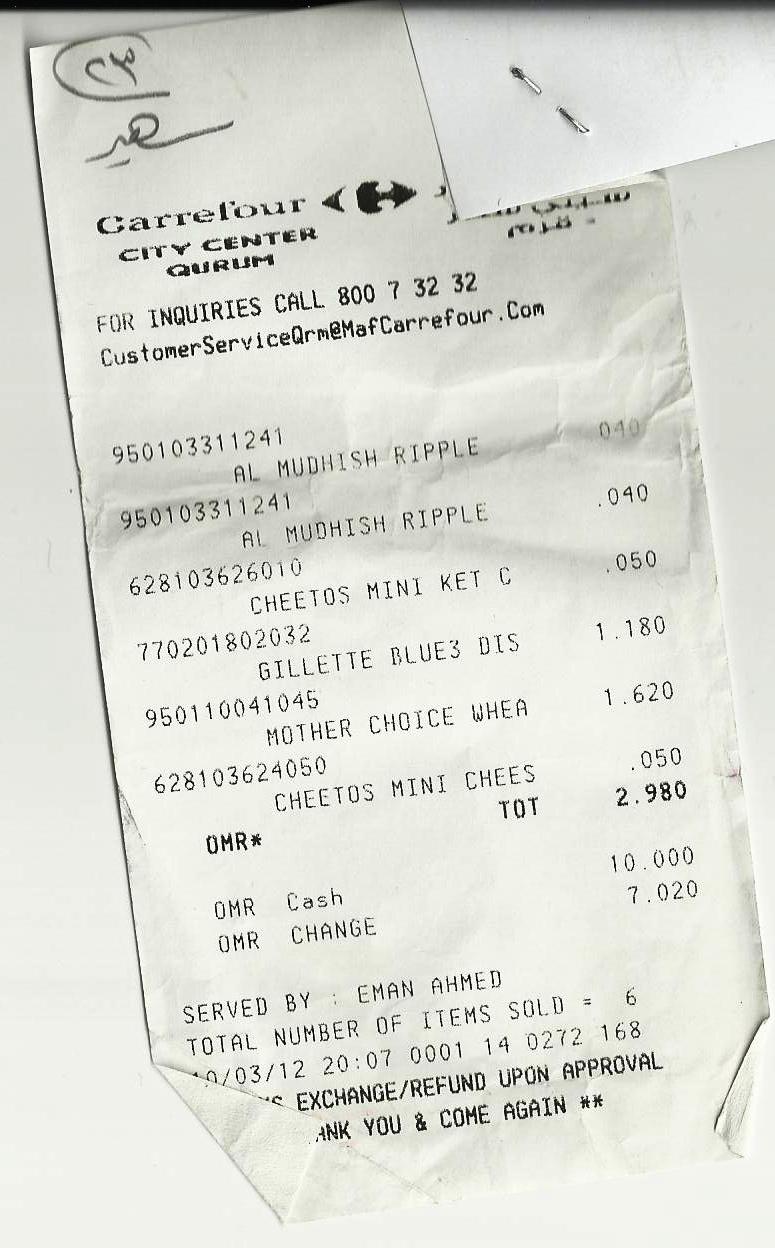 Carrefour
CITY CENTER
QURUM
قرم -
FOR INQUIRIES CALL 800 7 32 32
CustomerServiceQrm@MafCarrefour.Com
950103311241
AL MUDHISH RIPPLE 040
950103311241
AL MUDHISH RIPPLE .040
628103626010
CHEETOS MINI KET C .050
770201802032
GILLETTE BLUE3 DIS 1.180
950110041045
MOTHER CHOICE WHEA 1.620
628103624050
CHEETOS MINI CHEES .050
OMR* TOT 2.980
OMR Cash 10.000
OMR CHANGE 7.020
SERVED BY : EMAN AHMED
TOTAL NUMBER OF ITEMS SOLD = 6
10/03/12 20:07 0001 14 0272 168
EXCHANGE/REFUND UPON APPROVAL
ANK YOU & COME AGAIN **